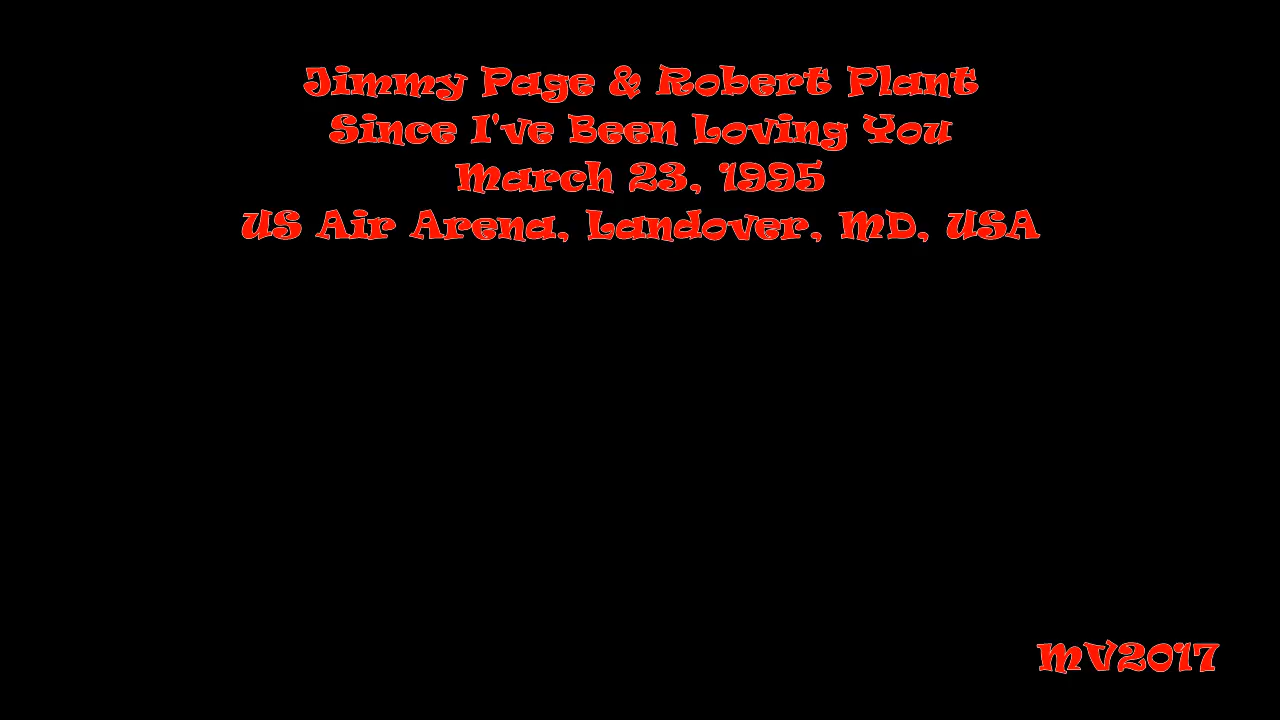 Jimmy Page & Robert Plant
Since I've Been Loving You
March 23, 1995
US Air Arena, Landover, MD, USA
MV2017